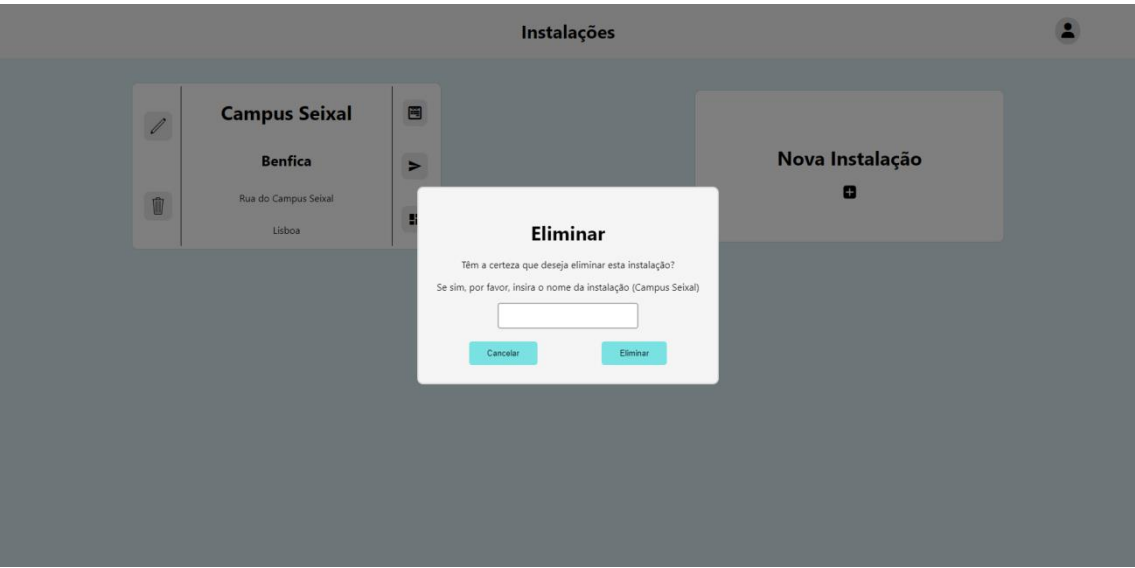 Instalações
Campus Seixal
Benfica
Rua do Campus Seixal
Lisboa
Nova Instalação
Eliminar
Têm a certeza que deseja eliminar esta instalação?
Se sim, por favor, insira o nome da instalação (Campus Seixal)
Cancelar
Eliminar